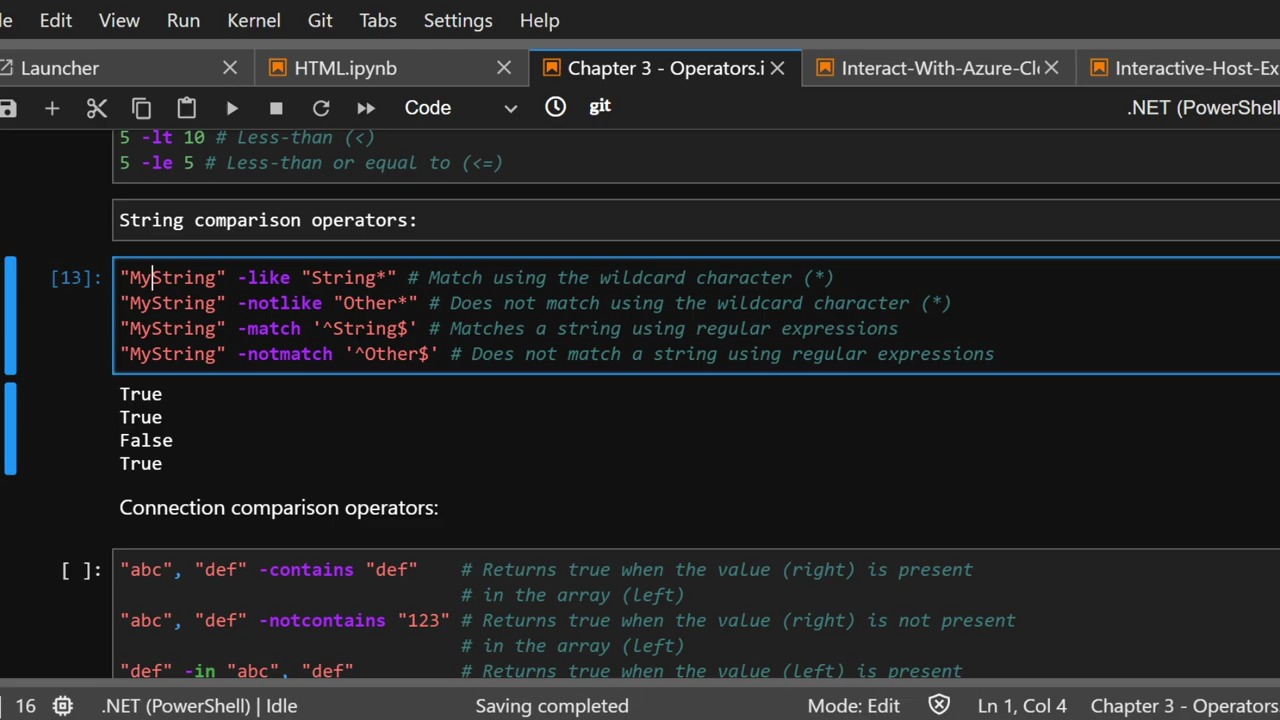 le Edit View Run Kernel Git Tabs Settings Help
Launcher HTML.ipynb Chapter 3 - Operators.i Interact-With-Azure-Clo Interactive-Host-Ex
Code git .NET (PowerShell
5 -lt 10 # Less-than (<)
5 -le 5 # Less-than or equal to (<=)
String comparison operators:
[13]: "MyString" -like "String*" # Match using the wildcard character (*)
"MyString" -notlike "Other*" # Does not match using the wildcard character (*)
"MyString" -match '^String$' # Matches a string using regular expressions
"MyString" -notmatch '^Other$' # Does not match a string using regular expressions
True
True
False
True
Connection comparison operators:
[ ]: "abc", "def" -contains "def" # Returns true when the value (right) is present
# in the array (left)
"abc", "def" -notcontains "123" # Returns true when the value (right) is not present
# in the array (left)
"def" -in "abc", "def" # Returns true when the value (left) is present
16 .NET (PowerShell) | Idle Saving completed Mode: Edit Ln 1, Col 4 Chapter 3 - Operators